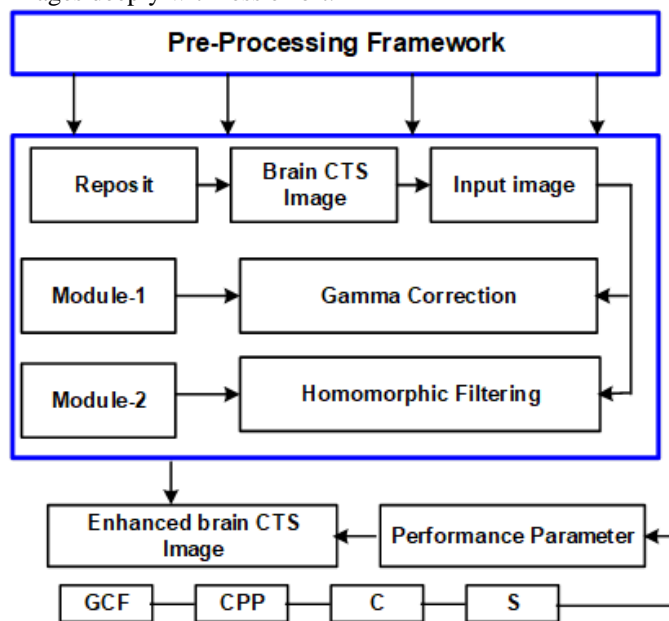 Pre-Processing Framework
Reposit
Brain CTS
Image
Input image
Module-1
Gamma Correction
Module-2
Homomorphic Filtering
Enhanced brain CTS
Image
Performance Parameter
GCF
CPP
C
S